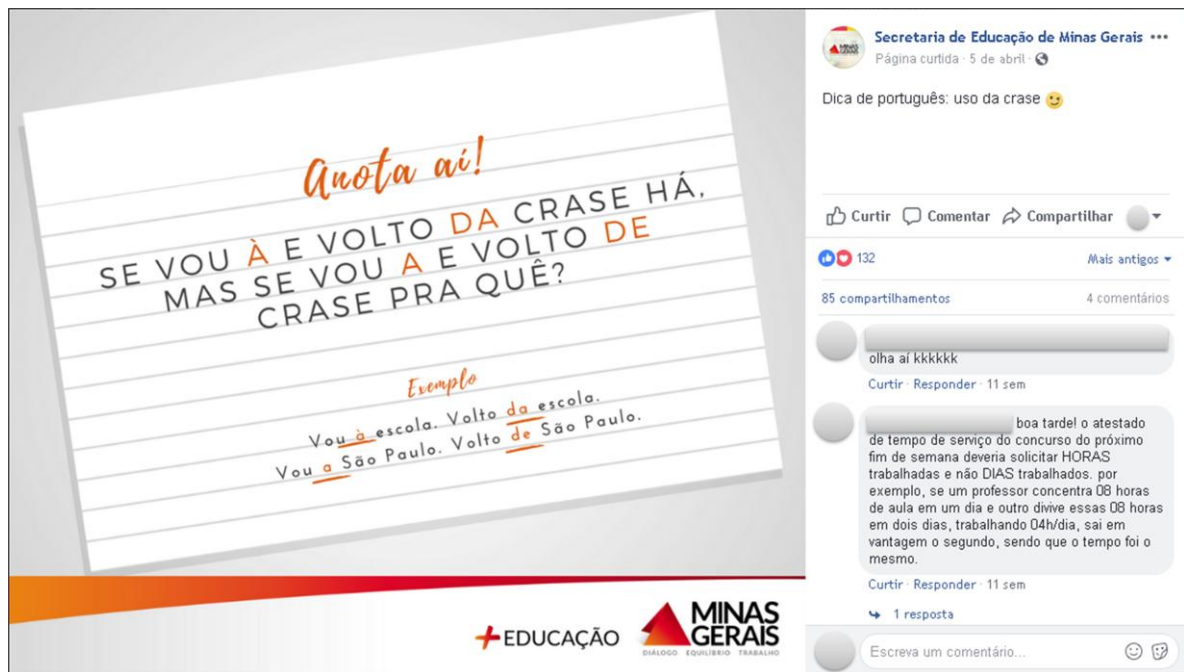 Anota aí!
SE VOU À E VOLTO DA CRASE HÁ,
MAS SE VOU A E VOLTO DE
CRASE PRA QUÊ?
Exemplo
Vou à escola. Volto da escola.
Vou a São Paulo. Volto de São Paulo.
+EDUCAÇÃO
MINAS
GERAIS
DIÁLOGO EQUILÍBRIO TRABALHO
Secretaria de Educação de Minas Gerais
Página curtida · 5 de abril ·
Dica de português: uso da crase 😉
Curtir Comentar Compartilhar
132
Mais antigos
85 compartilhamentos
4 comentários
olha aí kkkkkk
Curtir · Responder · 11 sem
boa tarde! o atestado
de tempo de serviço do concurso do próximo
fim de semana deveria solicitar HORAS
trabalhadas e não DIAS trabalhados. por
exemplo, se um professor concentra 08 horas
de aula em um dia e outro divive essas 08 horas
em dois dias, trabalhando 04h/dia, sai em
vantagem o segundo, sendo que o tempo foi o
mesmo.
Curtir · Responder · 11 sem
1 resposta
Escreva um comentário...